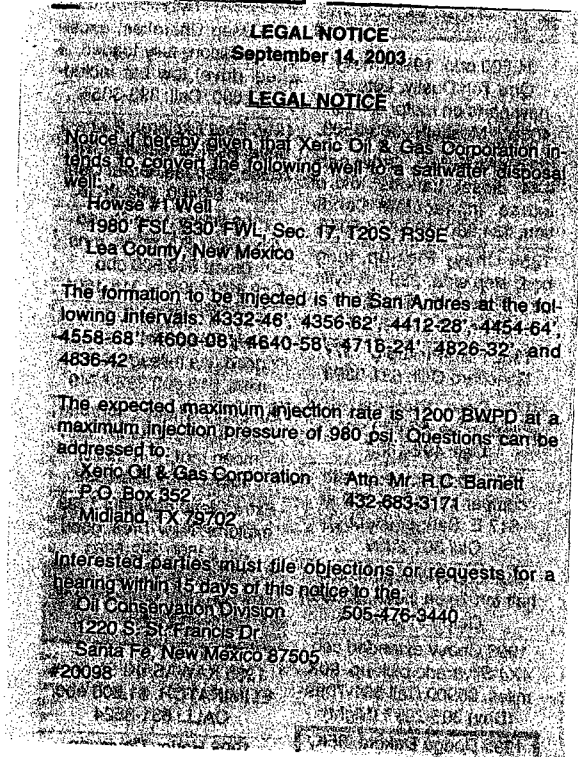 LEGAL NOTICE
September 14, 2003
LEGAL NOTICE
Notice if hereby given that Xeric Oil & Gas Corporation in-
tends to convert the following well to a saltwater disposal
well:
Howse #1 Well
1980' FSL, 330' FWL, Sec. 17, T20S, R39E
Lea County, New Mexico
The formation to be injected is the San Andres at the fol-
lowing intervals: 4332-46', 4356-62', 4412-28', 4454-64',
4558-68', 4600-08', 4640-58', 4716-24', 4826-32', and
4836-42'.
The expected maximum injection rate is 1200 BWPD at a
maximum injection pressure of 980 psi. Questions can be
addressed to:
Xeric Oil & Gas Corporation Attn: Mr. R.C. Barnett
P.O. Box 352 432-683-3171
Midland, TX 79702
Interested parties must file objections or requests for a
hearing within 15 days of this notice to the:
Oil Conservation Division 505-476-3440
1220 S. St. Francis Dr.
Santa Fe, New Mexico 87505
#20098